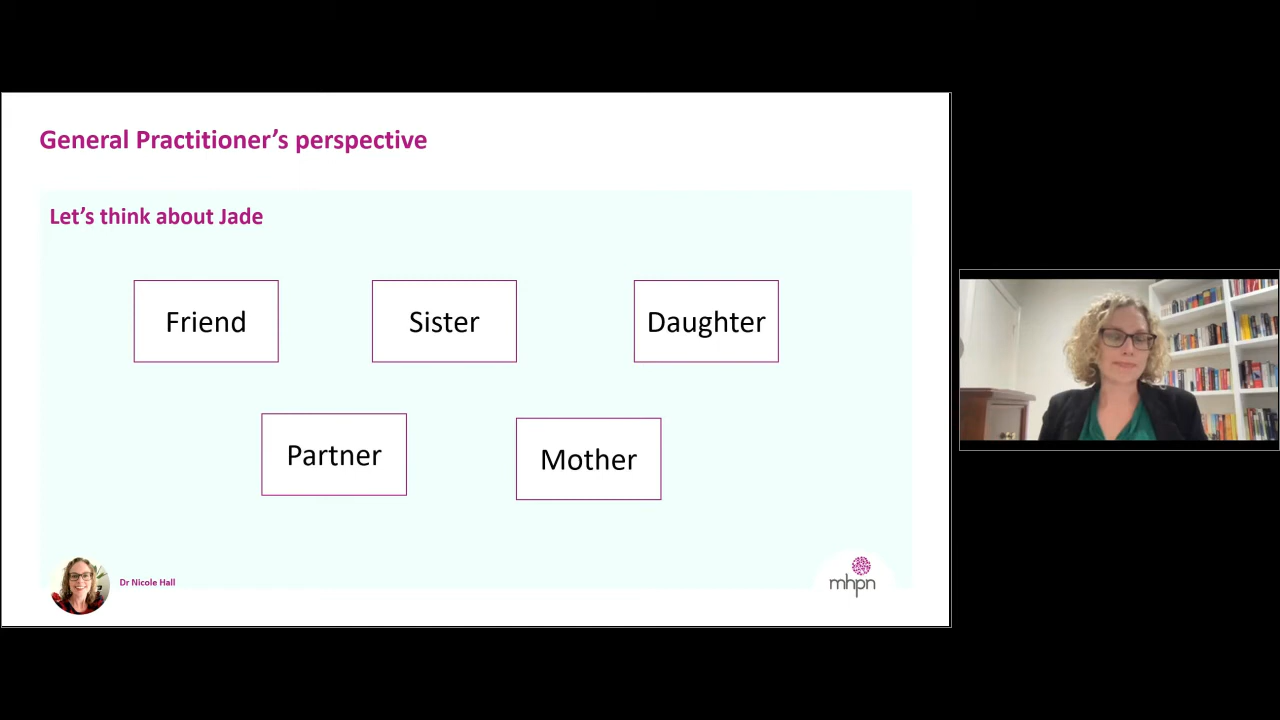 General Practitioner’s perspective
Let’s think about Jade
Friend
Sister
Daughter
Partner
Mother
Dr Nicole Hall
mhpn